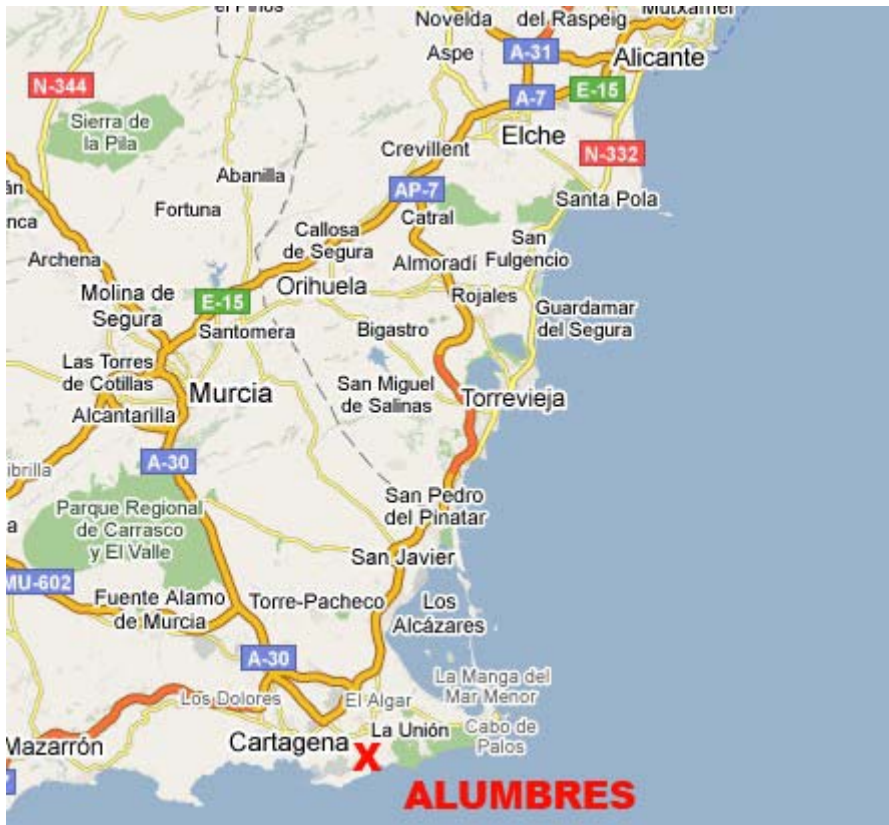 Novelda
del Raspeig
Mutxamel
A-31
Alicante
Aspe
N-344
A-7
E-15
Elche
Sierra de
la Pila
Crevillent
N-332
Abanilla
AP-7
Santa Pola
Fortuna
Catral
Callosa
de Segura
San
Fulgencio
Archena
Almoradí
Molina de
Segura
E-15
Orihuela
Rojales
Guardamar
del Segura
Santomera
Bigastro
Las Torres
de Cotillas
Murcia
San Miguel
de Salinas
Torrevieja
Alcantarilla
A-30
ibrilla
San Pedro
del Pinatar
Parque Regional
de Carrasco
y El Valle
San Javier
MU-602
Fuente Alamo
de Murcia
Torre-Pacheco
Los
Alcázares
A-30
La Manga del
Mar Menor
Los Dolores
El Algar
La Unión
Cabo de
Palos
Mazarrón
Cartagena
X
ALUMBRES